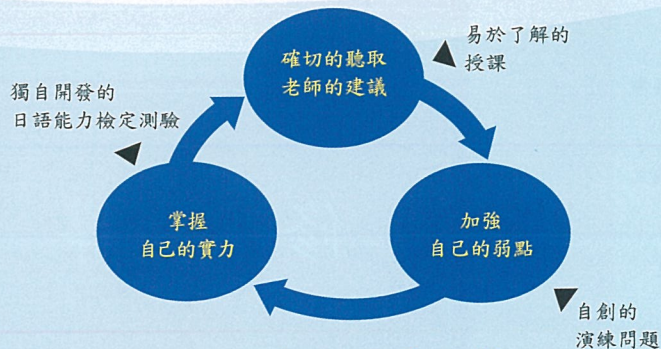 確切的聽取
老師的建議
易於了解的
授課
獨自開發的
日語能力檢定測驗
掌握
自己的實力
加強
自己的弱點
自創的
演練問題